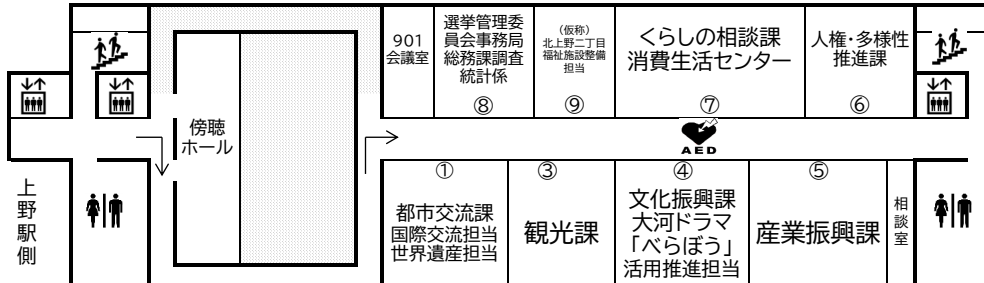 901
会議室
選挙管理委
員会事務局
総務課調査
統計係
⑧
(仮称)
北上野二丁目
福祉施設整備
担当
⑨
くらしの相談課
消費生活センター
⑦
人権・多様性
推進課
⑥
傍聴
ホール
AED
上野駅側
①
都市交流課
国際交流担当
世界遺産担当
③
観光課
④
文化振興課
大河ドラマ
「べらぼう」
活用推進担当
⑤
産業振興課
相談室